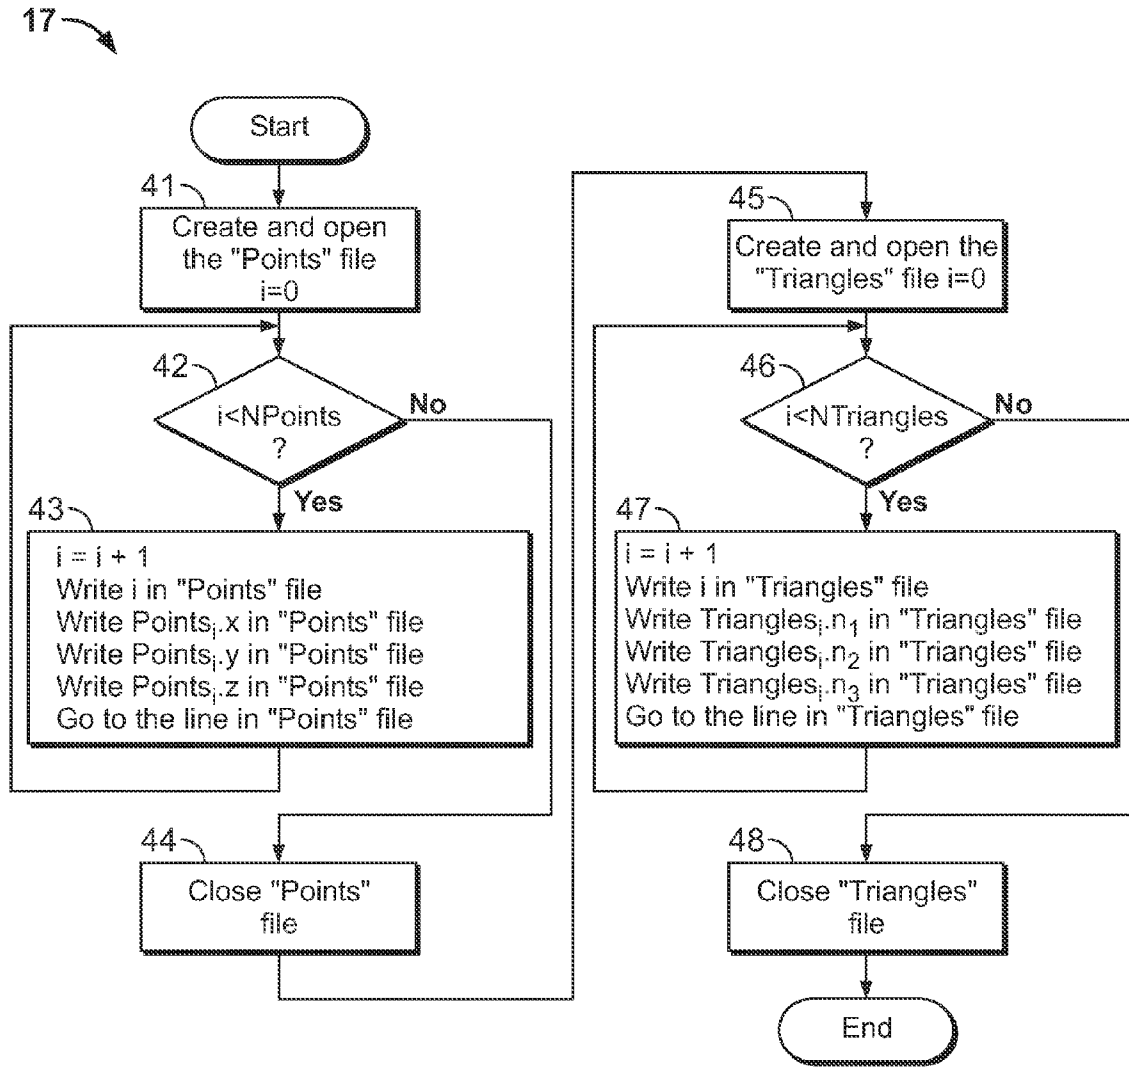 17
Start
41
Create and open
the "Points" file
i=0
42
i<NPoints
?
No
Yes
43
i = i + 1
Write i in "Points" file
Write Pointsᵢ.x in "Points" file
Write Pointsᵢ.y in "Points" file
Write Pointsᵢ.z in "Points" file
Go to the line in "Points" file
44
Close "Points"
file
45
Create and open the
"Triangles" file i=0
46
i<NTriangles
?
No
Yes
47
i = i + 1
Write i in "Triangles" file
Write Trianglesᵢ.n₁ in "Triangles" file
Write Trianglesᵢ.n₂ in "Triangles" file
Write Trianglesᵢ.n₃ in "Triangles" file
Go to the line in "Triangles" file
48
Close "Triangles"
file
End